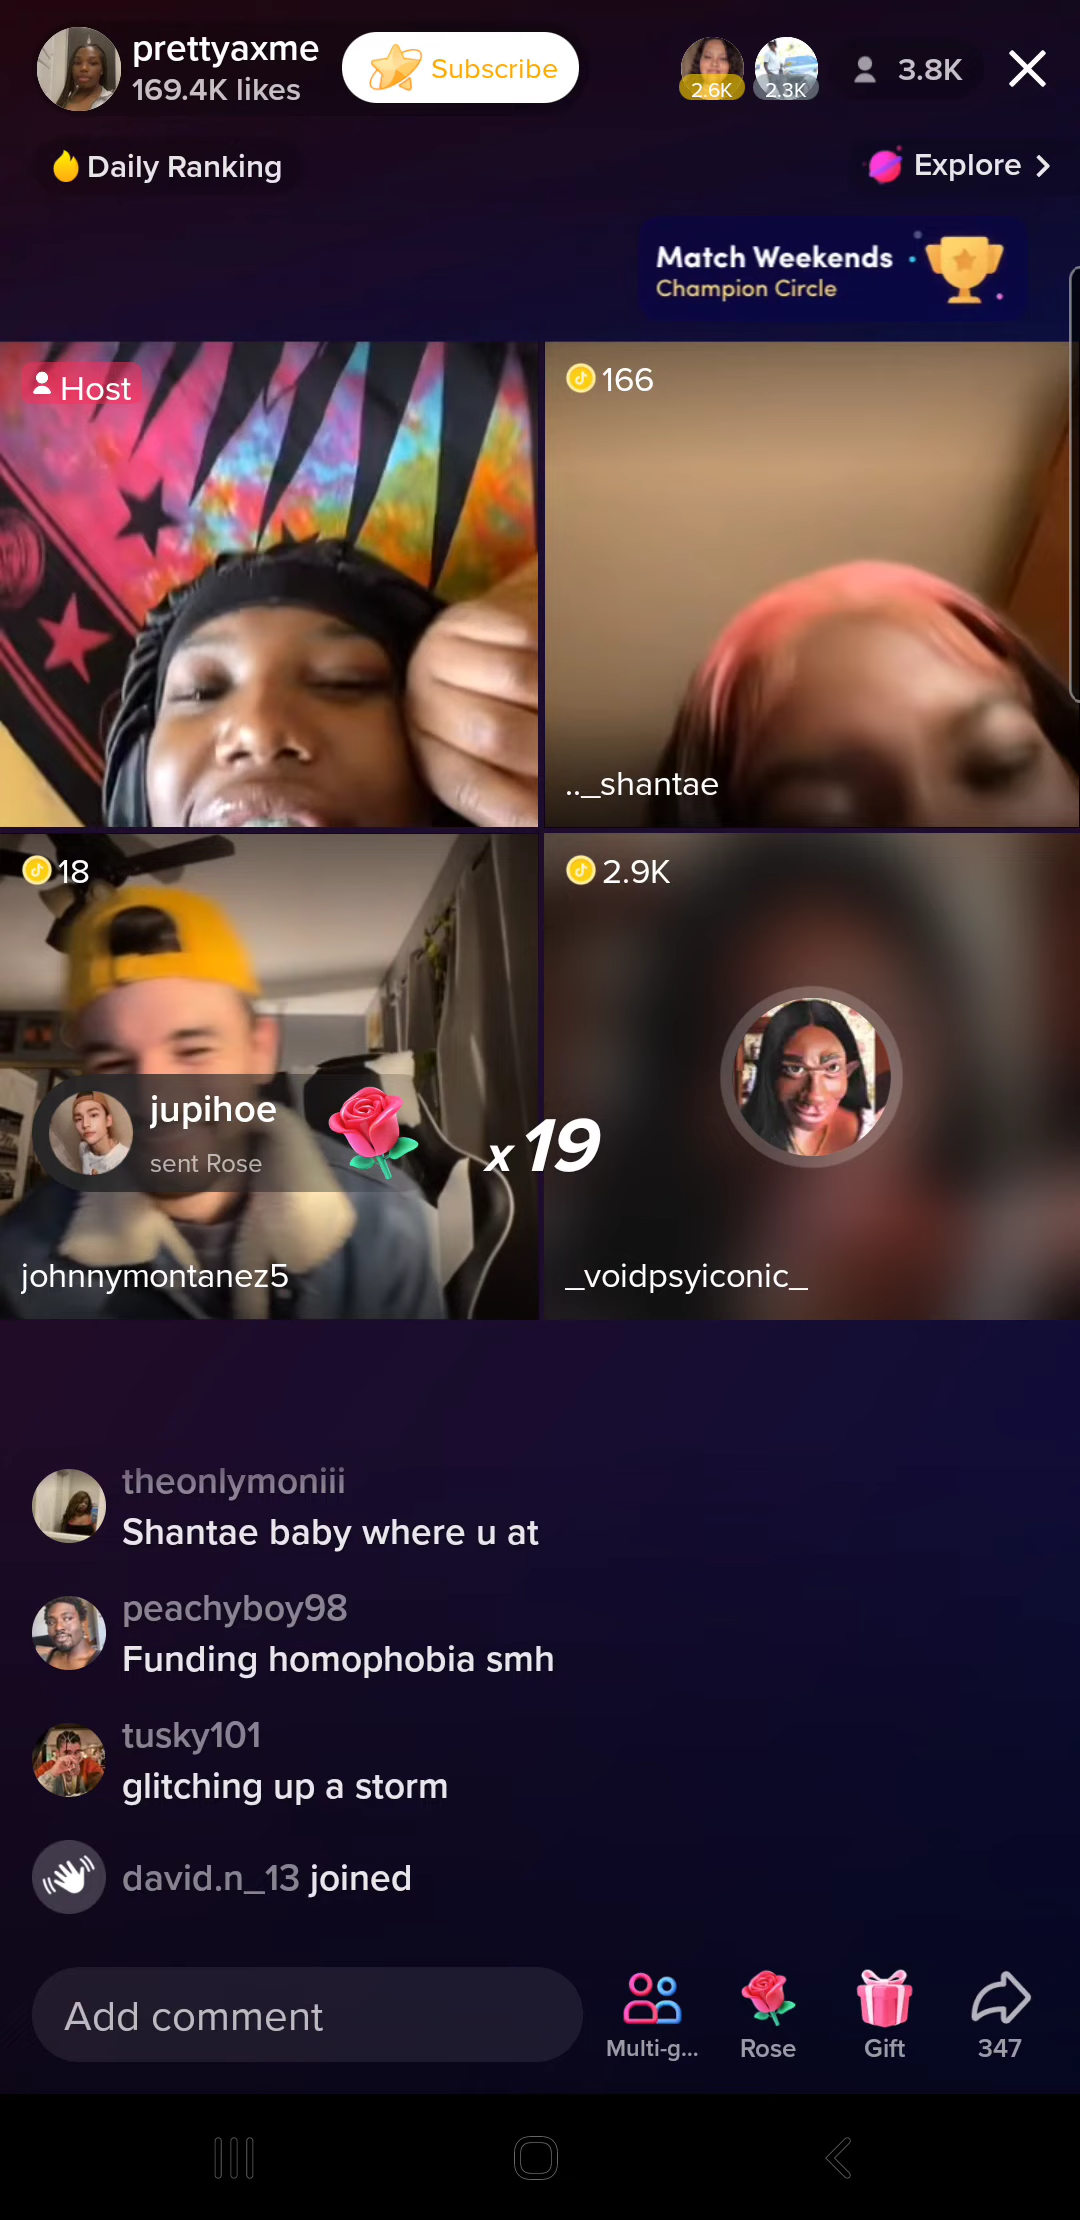 prettyaxme
169.4K likes
Subscribe
2.6K
2.3K
3.8K
Daily Ranking
Explore
Match Weekends
Champion Circle
Host
166
.._shantae
18
2.9K
jupihoe
sent Rose
x 19
johnnymontanez5
_voidpsyiconic_
theonlymoniii
Shantae baby where u at
peachyboy98
Funding homophobia smh
tusky101
glitching up a storm
david.n_13 joined
Add comment
Multi-g...
Rose
Gift
347